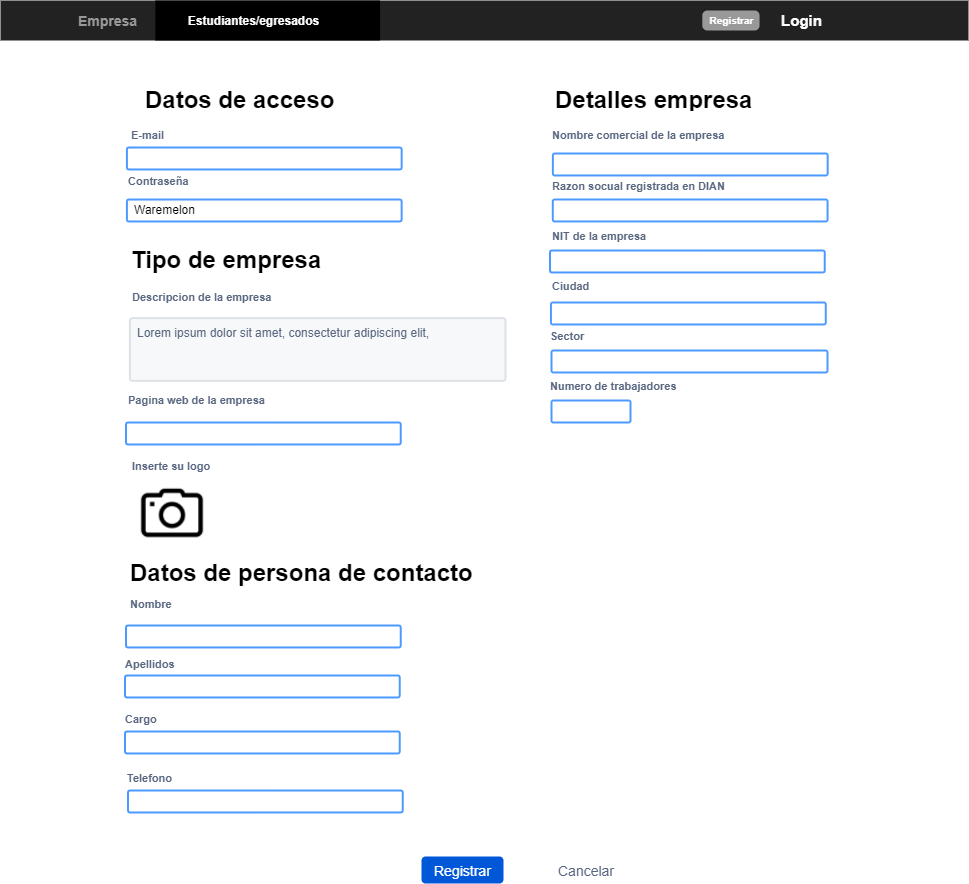 Empresa
Estudiantes/egresados
Registrar
Login
Datos de acceso
E-mail
Contraseña
Waremelon
Tipo de empresa
Descripcion de la empresa
Lorem ipsum dolor sit amet, consectetur adipiscing elit,
Pagina web de la empresa
Inserte su logo
Datos de persona de contacto
Nombre
Apellidos
Cargo
Telefono
Detalles empresa
Nombre comercial de la empresa
Razon socual registrada en DIAN
NIT de la empresa
Ciudad
Sector
Numero de trabajadores
Registrar
Cancelar